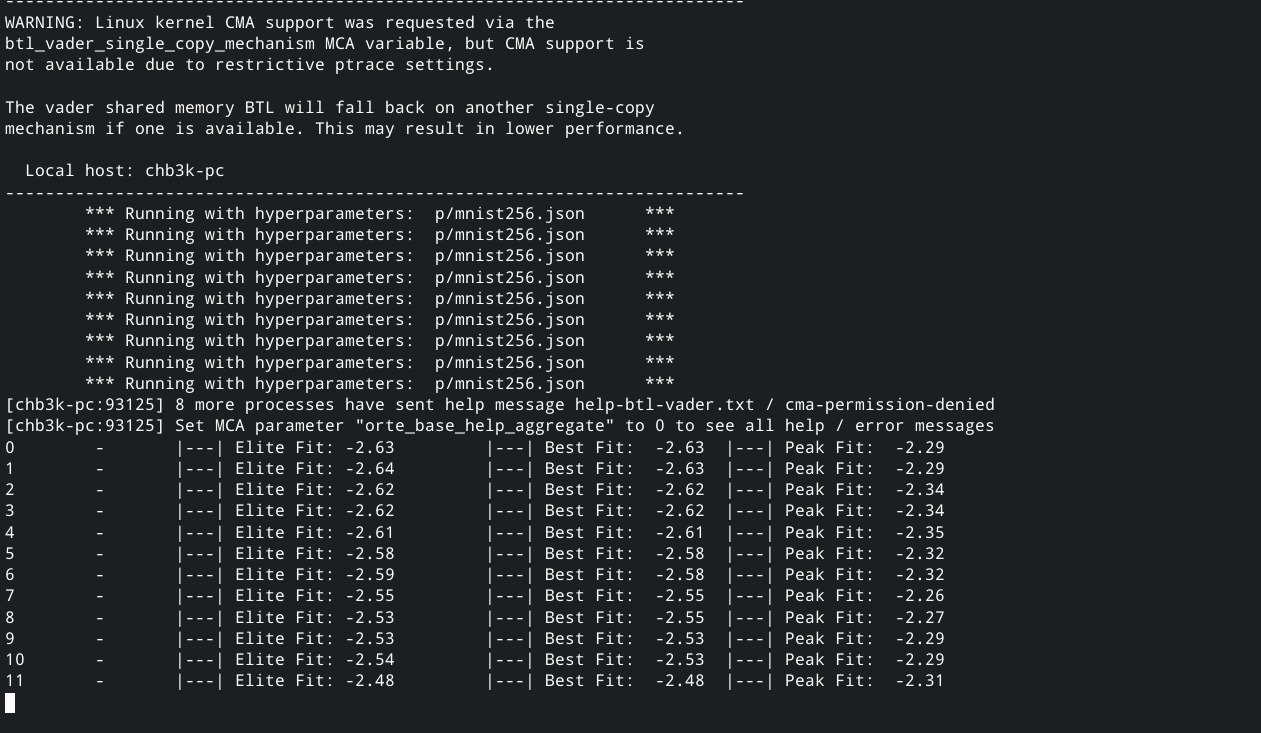 --------------------------------------------------------------------------
WARNING: Linux kernel CMA support was requested via the
btl_vader_single_copy_mechanism MCA variable, but CMA support is
not available due to restrictive ptrace settings.

The vader shared memory BTL will fall back on another single-copy
mechanism if one is available. This may result in lower performance.

  Local host: chb3k-pc
--------------------------------------------------------------------------
        *** Running with hyperparameters:  p/mnist256.json      ***
        *** Running with hyperparameters:  p/mnist256.json      ***
        *** Running with hyperparameters:  p/mnist256.json      ***
        *** Running with hyperparameters:  p/mnist256.json      ***
        *** Running with hyperparameters:  p/mnist256.json      ***
        *** Running with hyperparameters:  p/mnist256.json      ***
        *** Running with hyperparameters:  p/mnist256.json      ***
        *** Running with hyperparameters:  p/mnist256.json      ***
        *** Running with hyperparameters:  p/mnist256.json      ***
[chb3k-pc:93125] 8 more processes have sent help message help-btl-vader.txt / cma-permission-denied
[chb3k-pc:93125] Set MCA parameter "orte_base_help_aggregate" to 0 to see all help / error messages
0        -       |---| Elite Fit: -2.63         |---| Best Fit:  -2.63  |---| Peak Fit:  -2.29
1        -       |---| Elite Fit: -2.64         |---| Best Fit:  -2.63  |---| Peak Fit:  -2.29
2        -       |---| Elite Fit: -2.62         |---| Best Fit:  -2.62  |---| Peak Fit:  -2.34
3        -       |---| Elite Fit: -2.62         |---| Best Fit:  -2.62  |---| Peak Fit:  -2.34
4        -       |---| Elite Fit: -2.61         |---| Best Fit:  -2.61  |---| Peak Fit:  -2.35
5        -       |---| Elite Fit: -2.58         |---| Best Fit:  -2.58  |---| Peak Fit:  -2.32
6        -       |---| Elite Fit: -2.59         |---| Best Fit:  -2.58  |---| Peak Fit:  -2.32
7        -       |---| Elite Fit: -2.55         |---| Best Fit:  -2.55  |---| Peak Fit:  -2.26
8        -       |---| Elite Fit: -2.53         |---| Best Fit:  -2.55  |---| Peak Fit:  -2.27
9        -       |---| Elite Fit: -2.53         |---| Best Fit:  -2.53  |---| Peak Fit:  -2.29
10       -       |---| Elite Fit: -2.54         |---| Best Fit:  -2.53  |---| Peak Fit:  -2.29
11       -       |---| Elite Fit: -2.48         |---| Best Fit:  -2.48  |---| Peak Fit:  -2.31